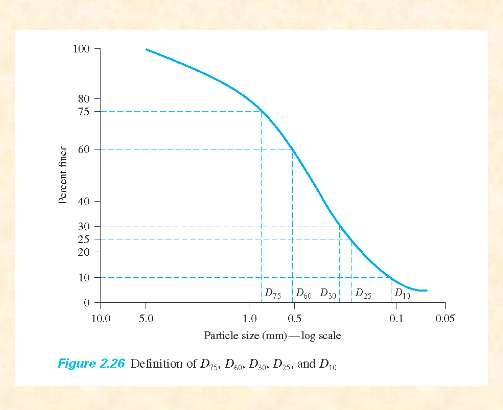 100
80
75
60
Percent finer
40
30
25
20
10
0
D75 D60 D30 D25 D10
10.0 5.0 1.0 0.5 0.1 0.05
Particle size (mm)—log scale
Figure 2.26 Definition of D75, D60, D30, D25, and D10